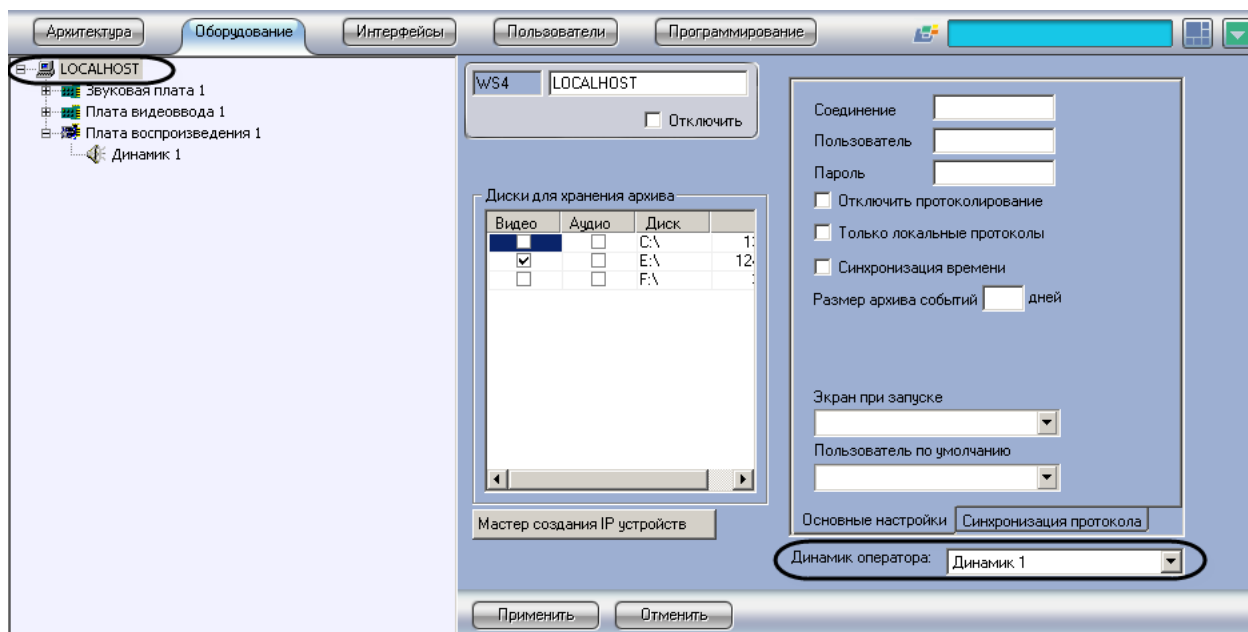 Архитектура Оборудование Интерфейсы Пользователи Программирование
LOCALHOST
Звуковая плата 1
Плата видеоввода 1
Плата воспроизведения 1
Динамик 1
WS4 LOCALHOST
Отключить
Диски для хранения архива
Видео Аудио Диск
C:\
E:\ 124
F:\
Мастер создания IP устройств
Соединение
Пользователь
Пароль
Отключить протоколирование
Только локальные протоколы
Синхронизация времени
Размер архива событий дней
Экран при запуске
Пользователь по умолчанию
Основные настройки Синхронизация протокола
Динамик оператора: Динамик 1
Применить Отменить